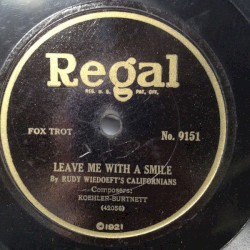 Regal
REG. U. S. PAT. OFF.
FOX TROT
No. 9151
LEAVE ME WITH A SMILE
By RUDY WIEDOEFT'S CALIFORNIANS
Composers:
KOEHLER-BURTNETT
(42056)
©1921